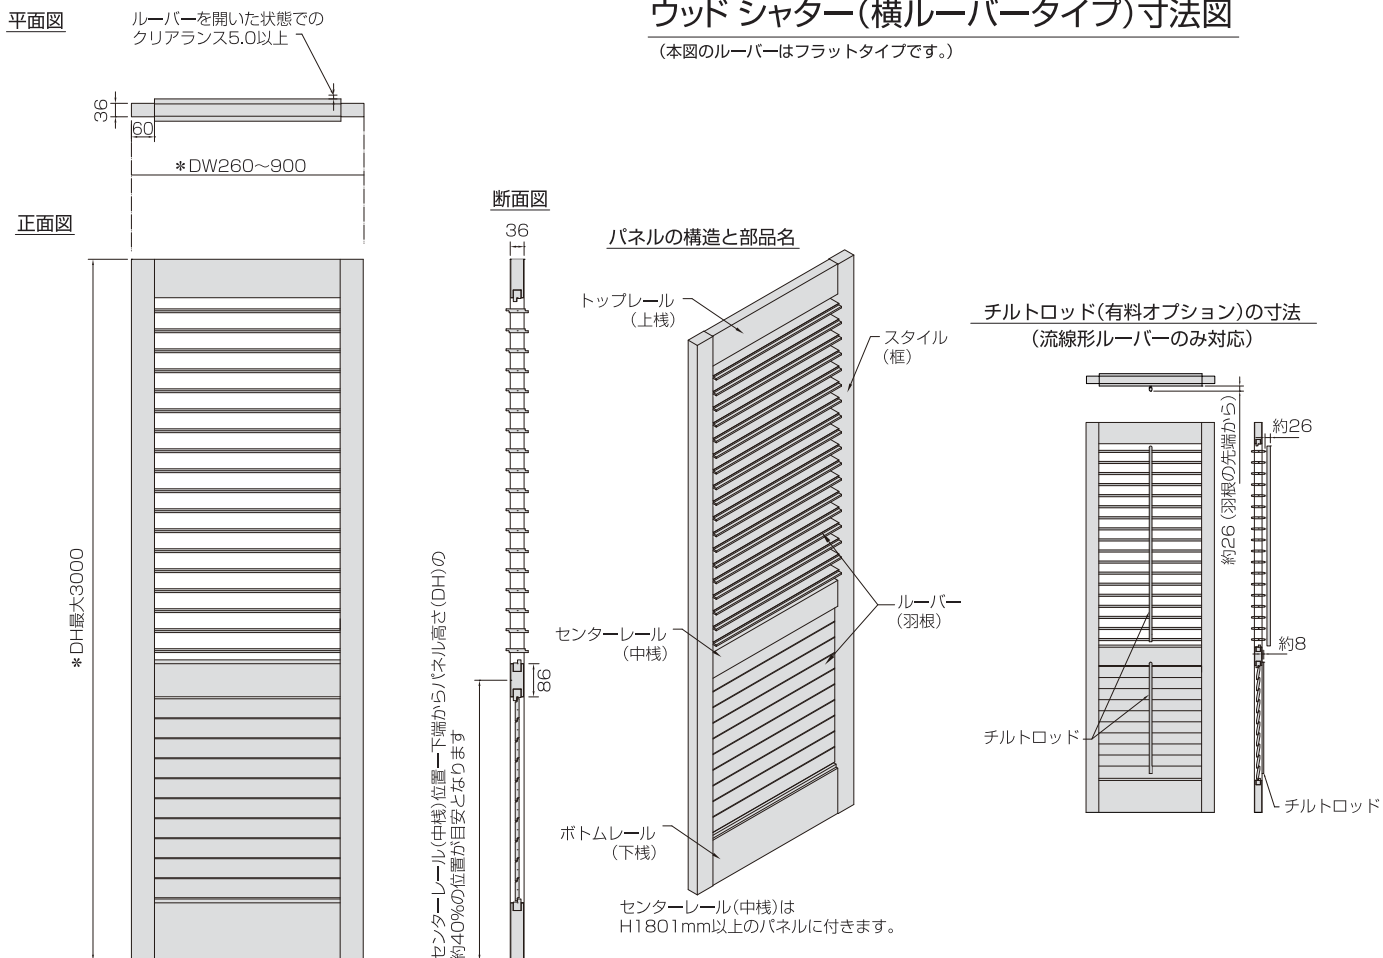 ウッド シャター（横ルーバータイプ）寸法図
（本図のルーバーはフラットタイプです。）
平面図
ルーバーを開いた状態での
クリアランス5.0以上
36
60
＊DW260〜900
正面図
＊DH最大3000
断面図
36
86
センターレール（中桟）位置ー下端からパネル高さ（DH）の
約40%の位置が目安となります
パネルの構造と部品名
トップレール
（上桟）
スタイル
（框）
ルーバー
（羽根）
センターレール
（中桟）
ボトムレール
（下桟）
センターレール（中桟）は
H1801mm以上のパネルに付きます。
チルトロッド（有料オプション）の寸法
（流線形ルーバーのみ対応）
約26（羽根の先端から）
約26
約8
チルトロッド
チルトロッド